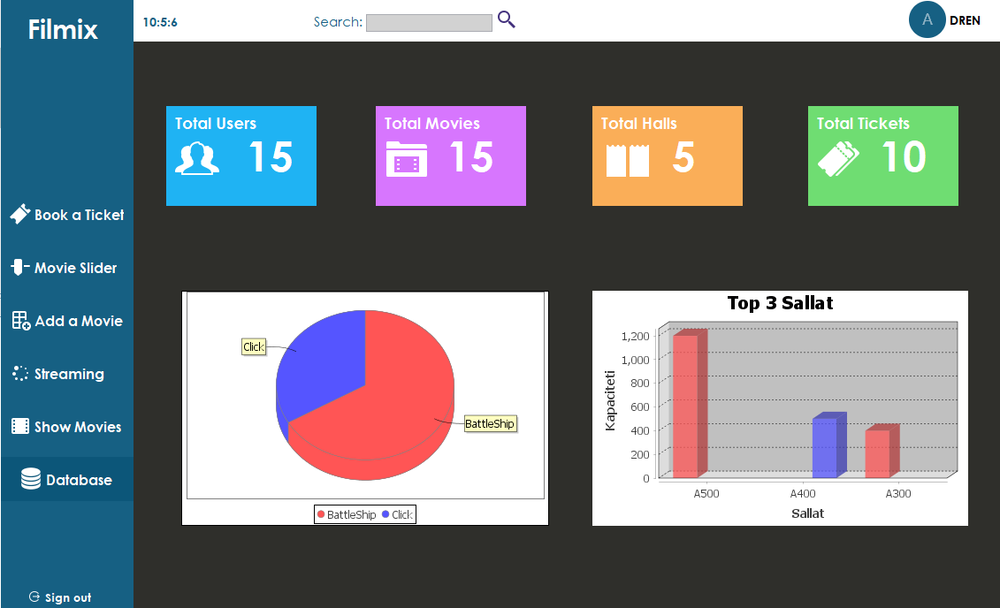 Filmix
10:5:6
Search:
A
DREN
Total Users
15
Total Movies
15
Total Halls
5
Total Tickets
10
Book a Ticket
Movie Slider
Add a Movie
Streaming
Show Movies
Database
Sign out
Click
BattleShip
BattleShip Click
Top 3 Sallat
Kapaciteti
1,200
1,000
800
600
400
200
0
A500 A400 A300
Sallat